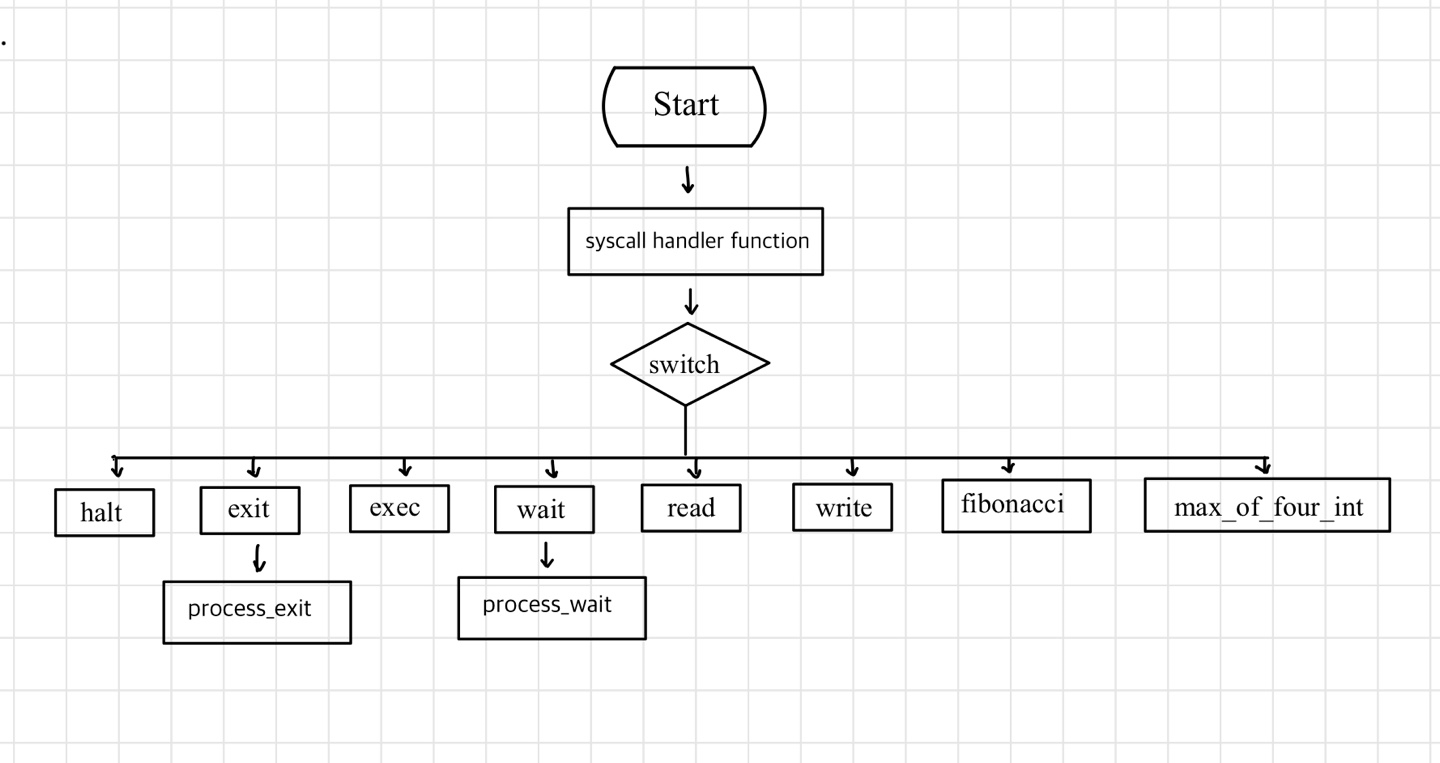 Start
syscall handler function
switch
halt
exit
exec
wait
read
write
fibonacci
max_of_four_int
process_exit
process_wait